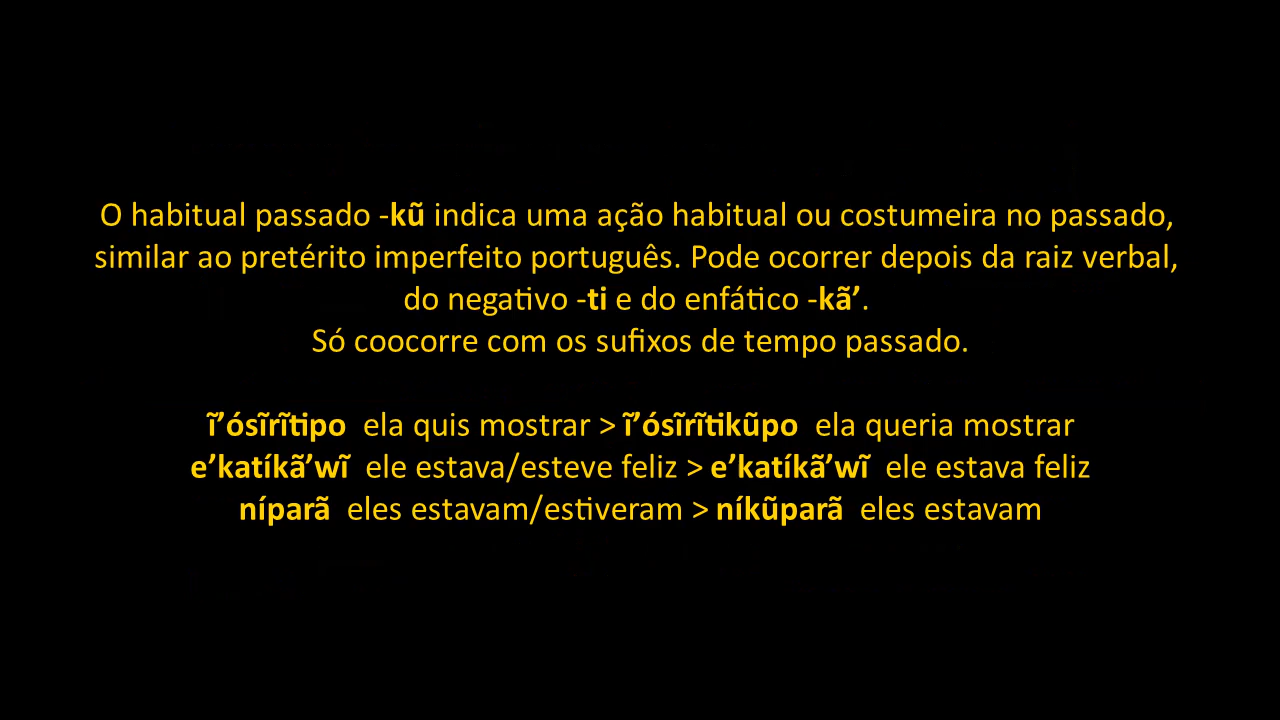 O habitual passado -kũ indica uma ação habitual ou costumeira no passado,
similar ao pretérito imperfeito português. Pode ocorrer depois da raiz verbal,
do negativo -ti e do enfático -kã’.
Só coocorre com os sufixos de tempo passado.
ĩ’ósĩrĩtipo ela quis mostrar > ĩ’ósĩrĩtikũpo ela queria mostrar
e’katíkã’wĩ ele estava/esteve feliz > e’katíkã’wĩ ele estava feliz
níparã eles estavam/estiveram > níkũparã eles estavam